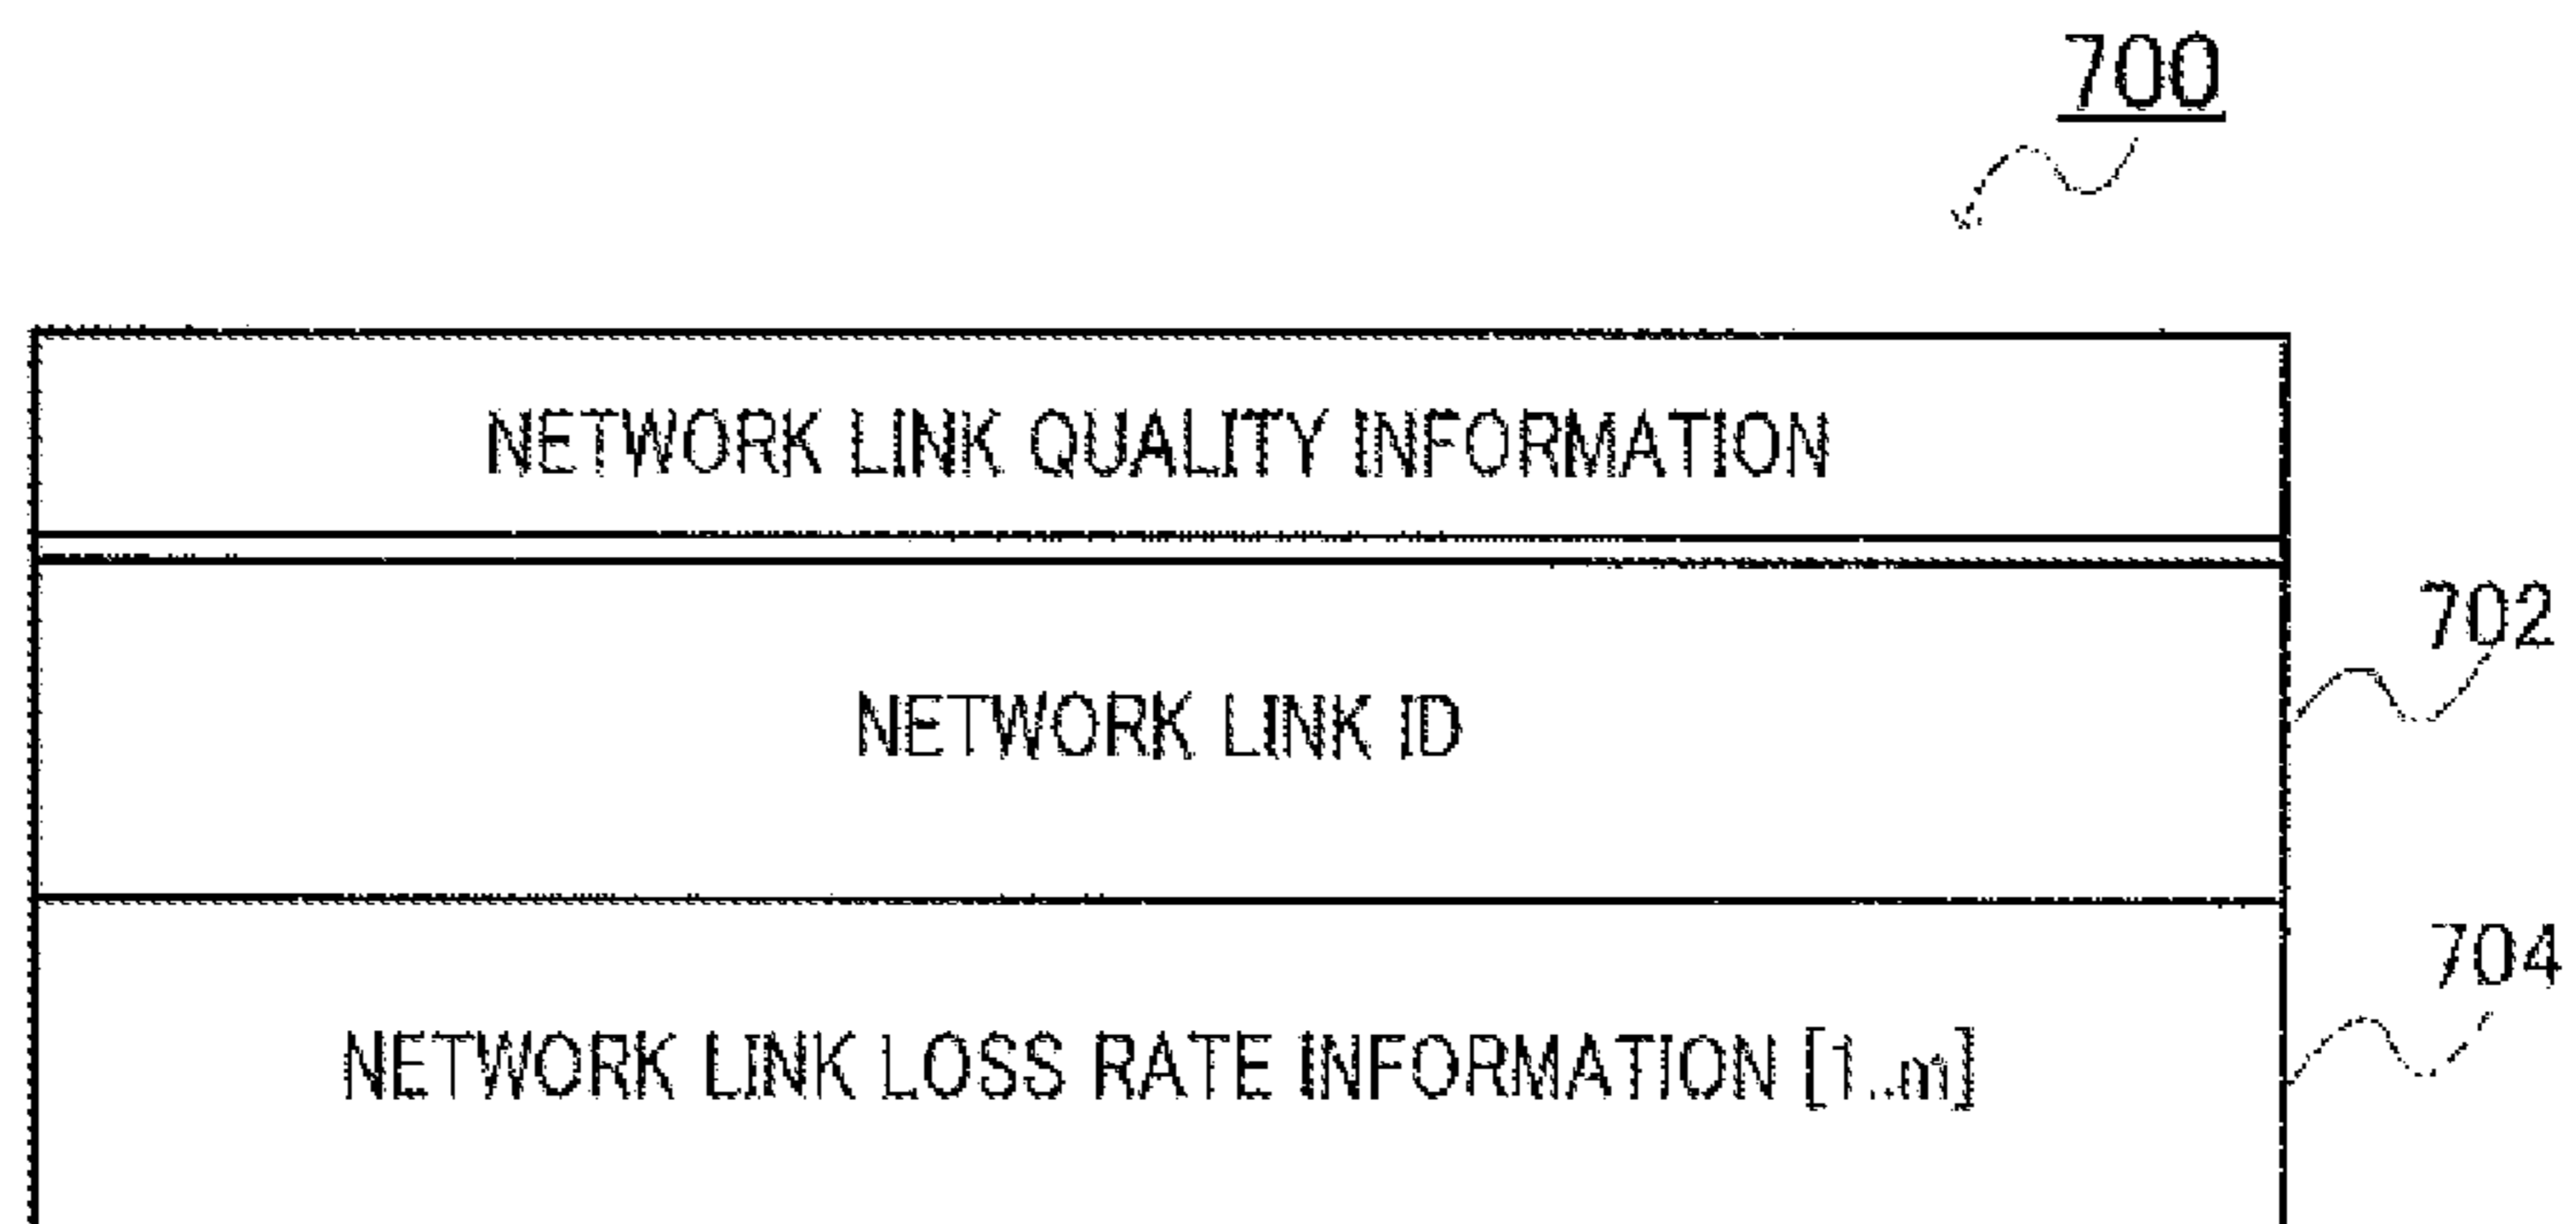 700
NETWORK LINK QUALITY INFORMATION
702
NETWORK LINK ID
704
NETWORK LINK LOSS RATE INFORMATION [1..m]